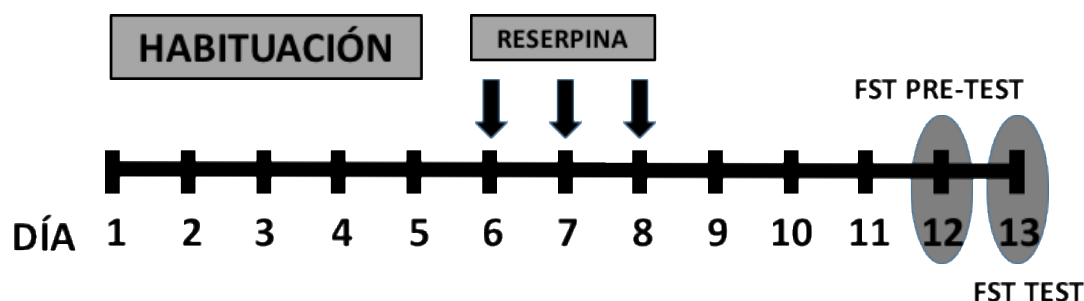 HABITUACIÓN
RESERPINA
FST PRE-TEST
DÍA 1 2 3 4 5 6 7 8 9 10 11 12 13
FST TEST